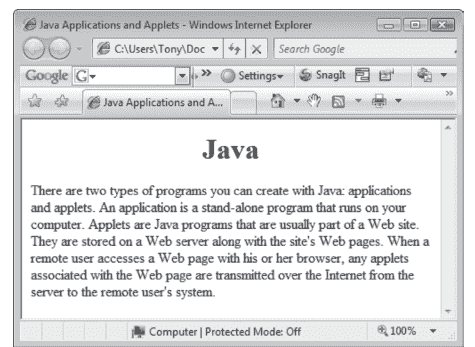 Java Applications and Applets - Windows Internet Explorer
C:\Users\Tony\Doc
Search Google
Google G
Settings
SnagIt
Java Applications and A...
Java
There are two types of programs you can create with Java: applications
and applets. An application is a stand-alone program that runs on your
computer. Applets are Java programs that are usually part of a Web site.
They are stored on a Web server along with the site's Web pages. When a
remote user accesses a Web page with his or her browser, any applets
associated with the Web page are transmitted over the Internet from the
server to the remote user's system.
Computer | Protected Mode: Off
100%